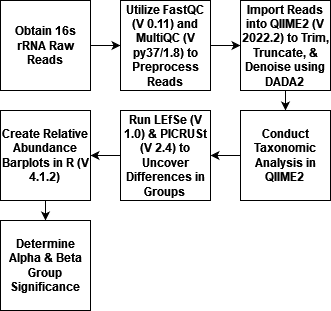 Obtain 16s
rRNA Raw
Reads
Utilize FastQC
(V 0.11) and
MultiQC (V
py37/1.8) to
Preprocess
Reads
Import Reads
into QIIME2 (V
2022.2) to Trim,
Truncate, &
Denoise using
DADA2
Conduct
Taxonomic
Analysis in
QIIME2
Run LEfSe (V
1.0) & PICRUSt
(V 2.4) to
Uncover
Differences in
Groups
Create Relative
Abundance
Barplots in R (V
4.1.2)
Determine
Alpha & Beta
Group
Significance